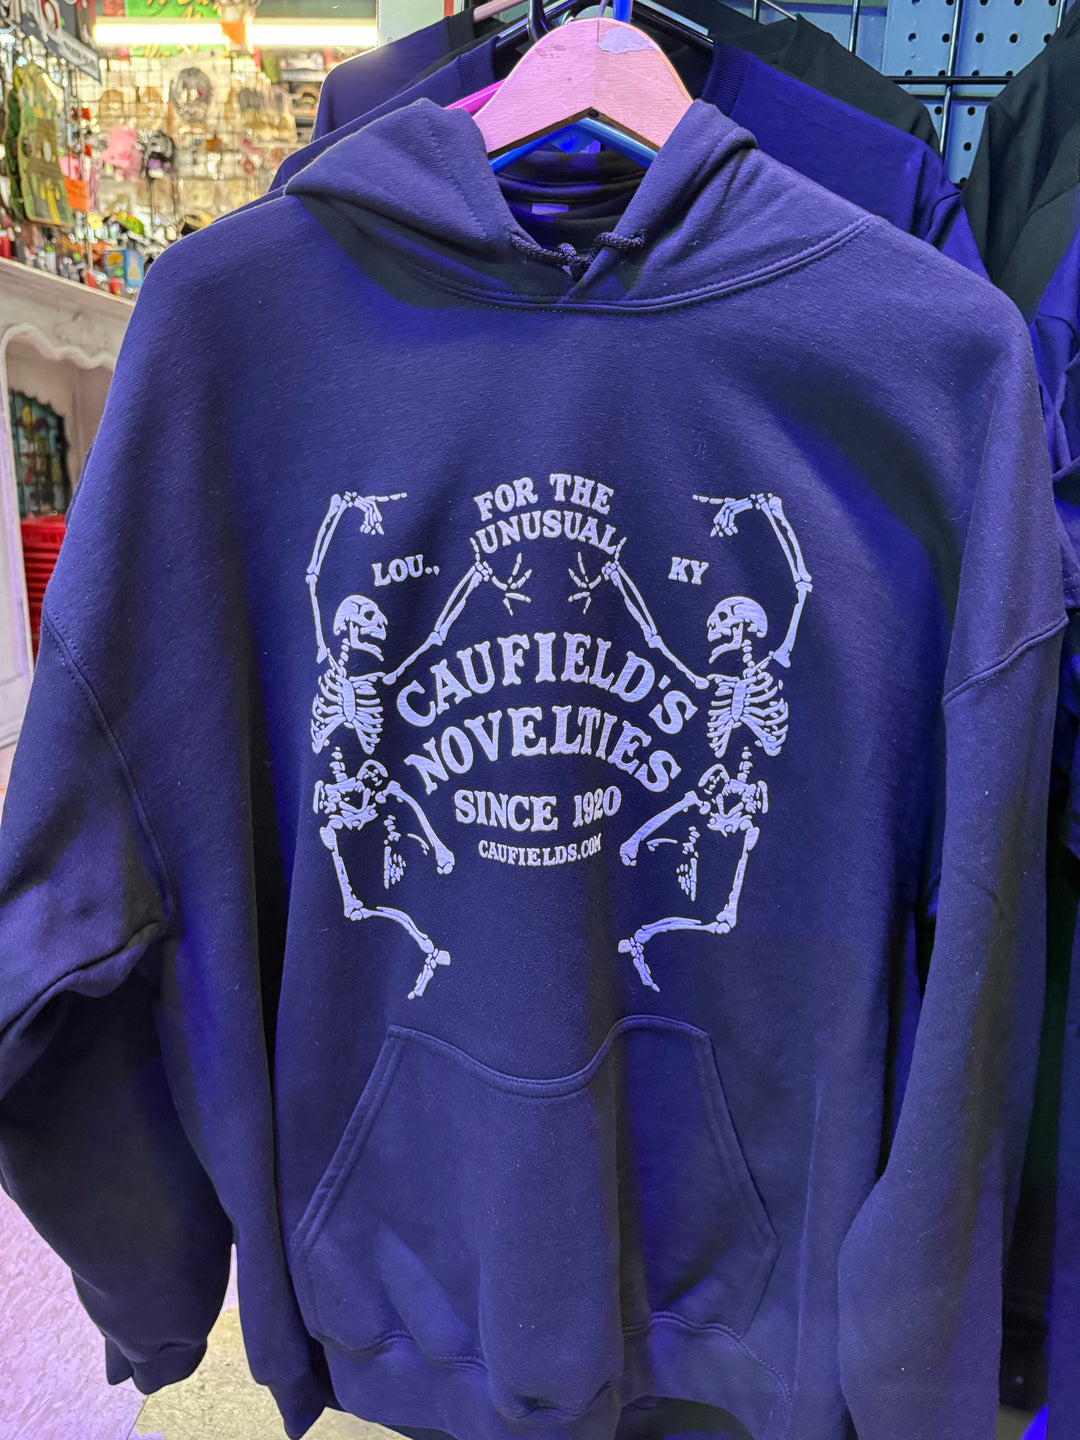 FOR THE
UNUSUAL
LOU., KY
CAUFIELD'S
NOVELTIES
SINCE 1920
CAUFIELDS.COM